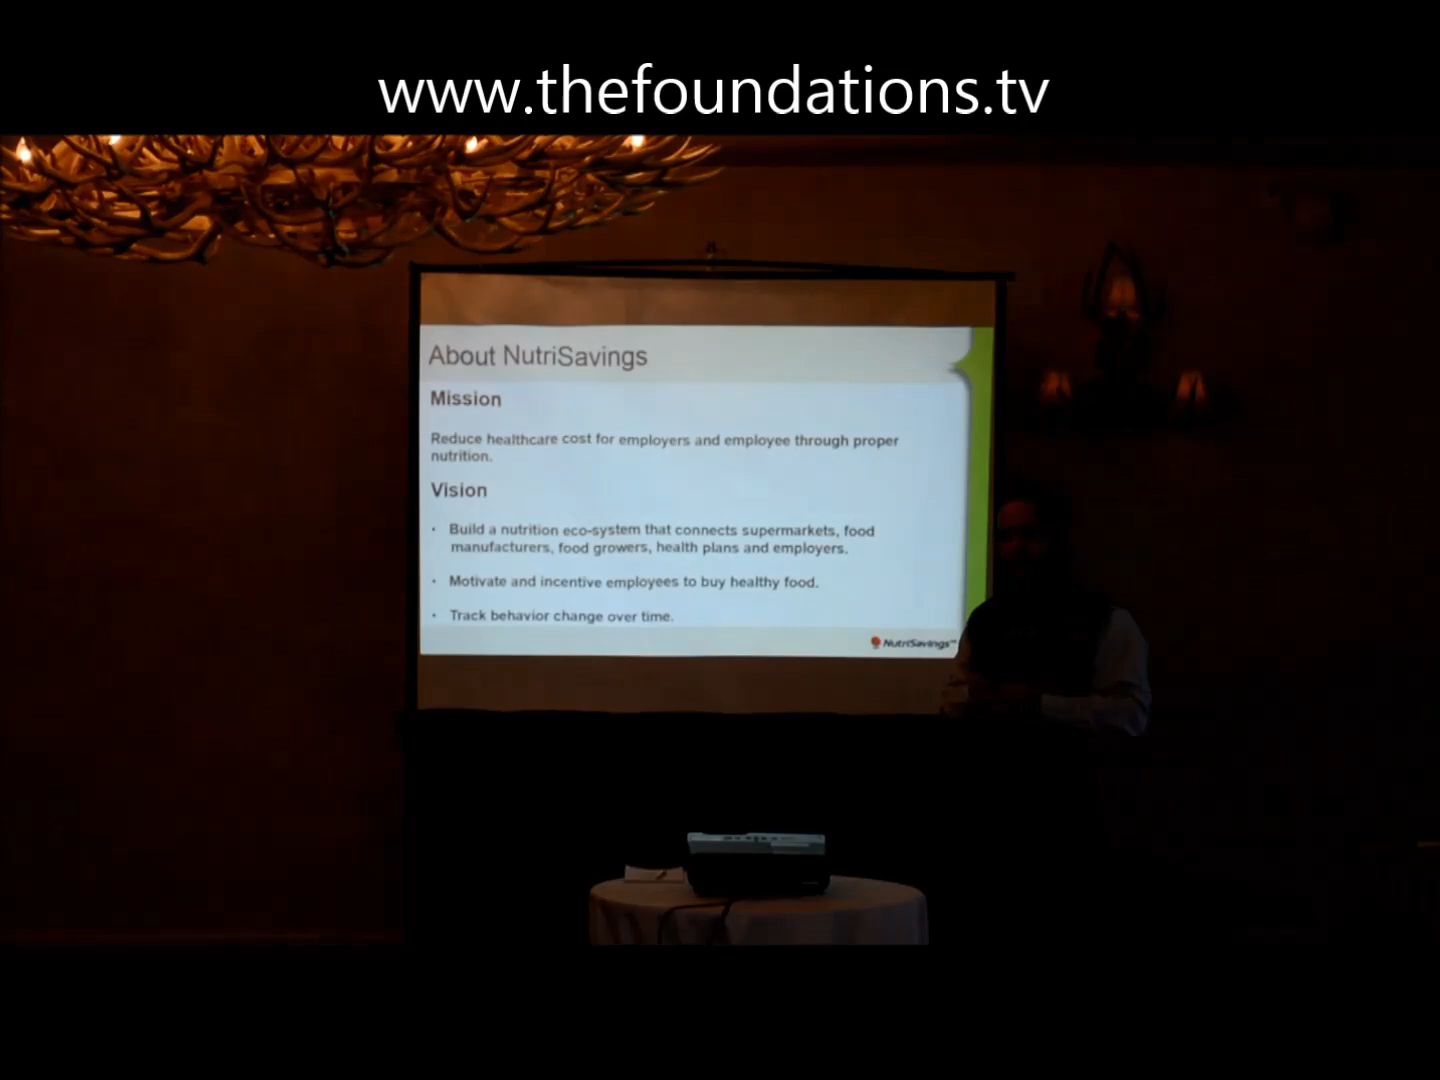 www.thefoundations.tv
About NutriSavings
Mission
Reduce healthcare cost for employers and employee through proper
nutrition.
Vision
• Build a nutrition eco-system that connects supermarkets, food
manufacturers, food growers, health plans and employers.
• Motivate and incentive employees to buy healthy food.
• Track behavior change over time.
NutriSavings